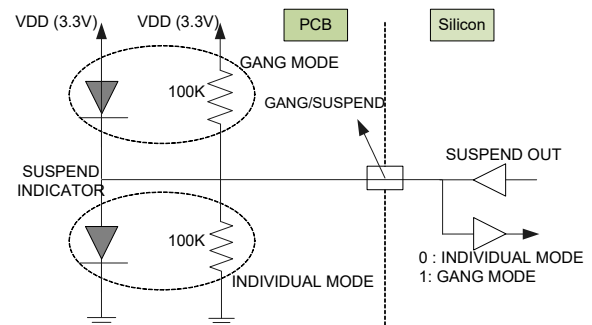 VDD (3.3V)
VDD (3.3V)
PCB
Silicon
GANG MODE
100K
GANG/SUSPEND
SUSPEND OUT
SUSPEND
INDICATOR
100K
0 : INDIVIDUAL MODE
1: GANG MODE
INDIVIDUAL MODE